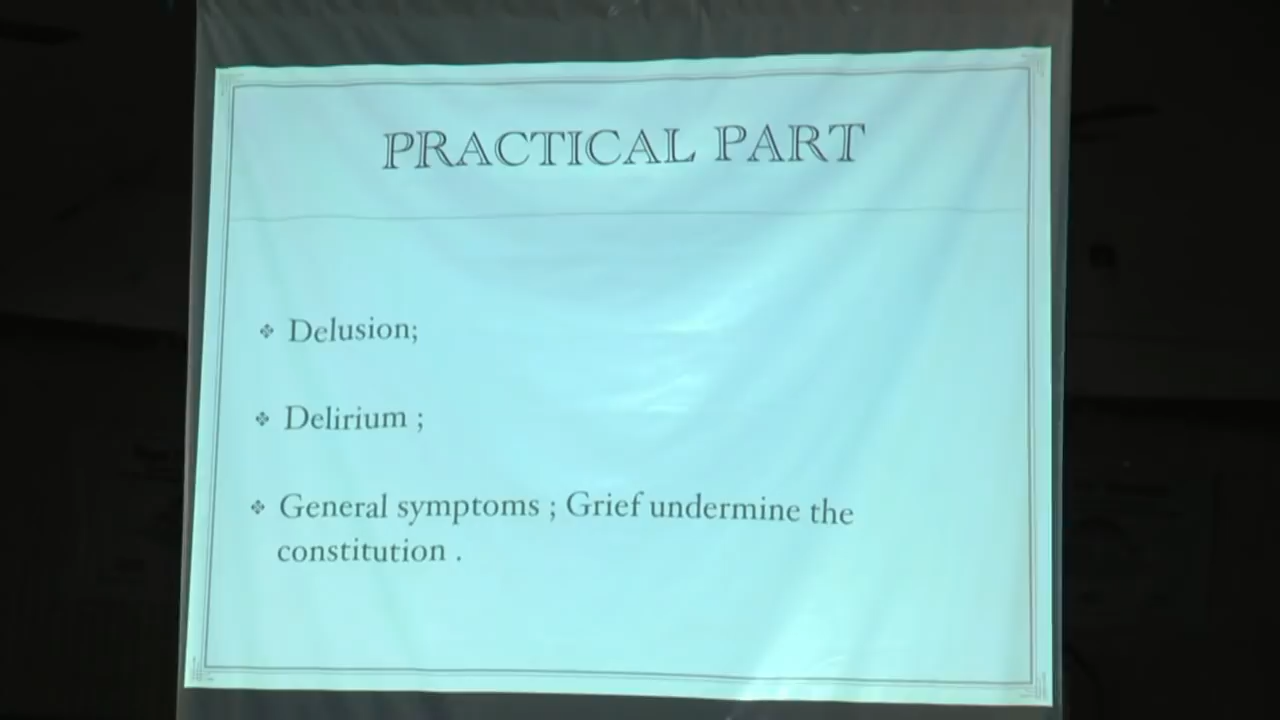 PRACTICAL PART
❖ Delusion;
❖ Delirium ;
❖ General symptoms ; Grief undermine the
constitution .